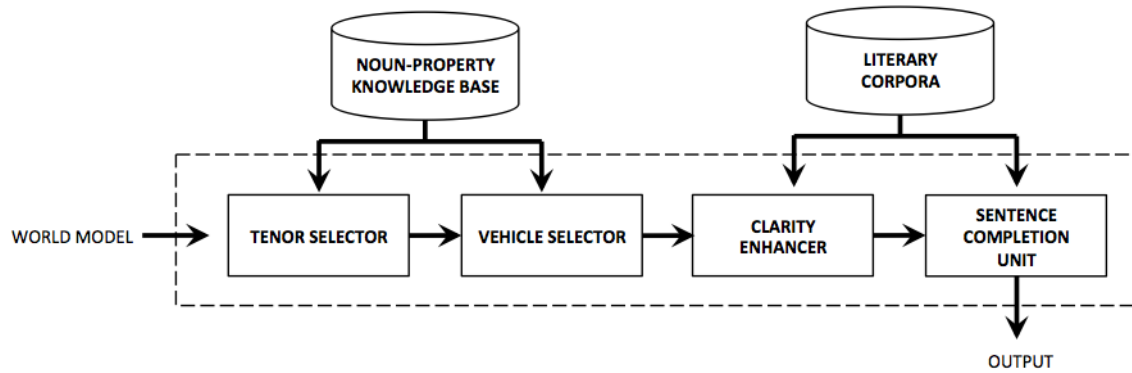 NOUN-PROPERTY
KNOWLEDGE BASE
LITERARY
CORPORA
WORLD MODEL
TENOR SELECTOR
VEHICLE SELECTOR
CLARITY
ENHANCER
SENTENCE
COMPLETION
UNIT
OUTPUT